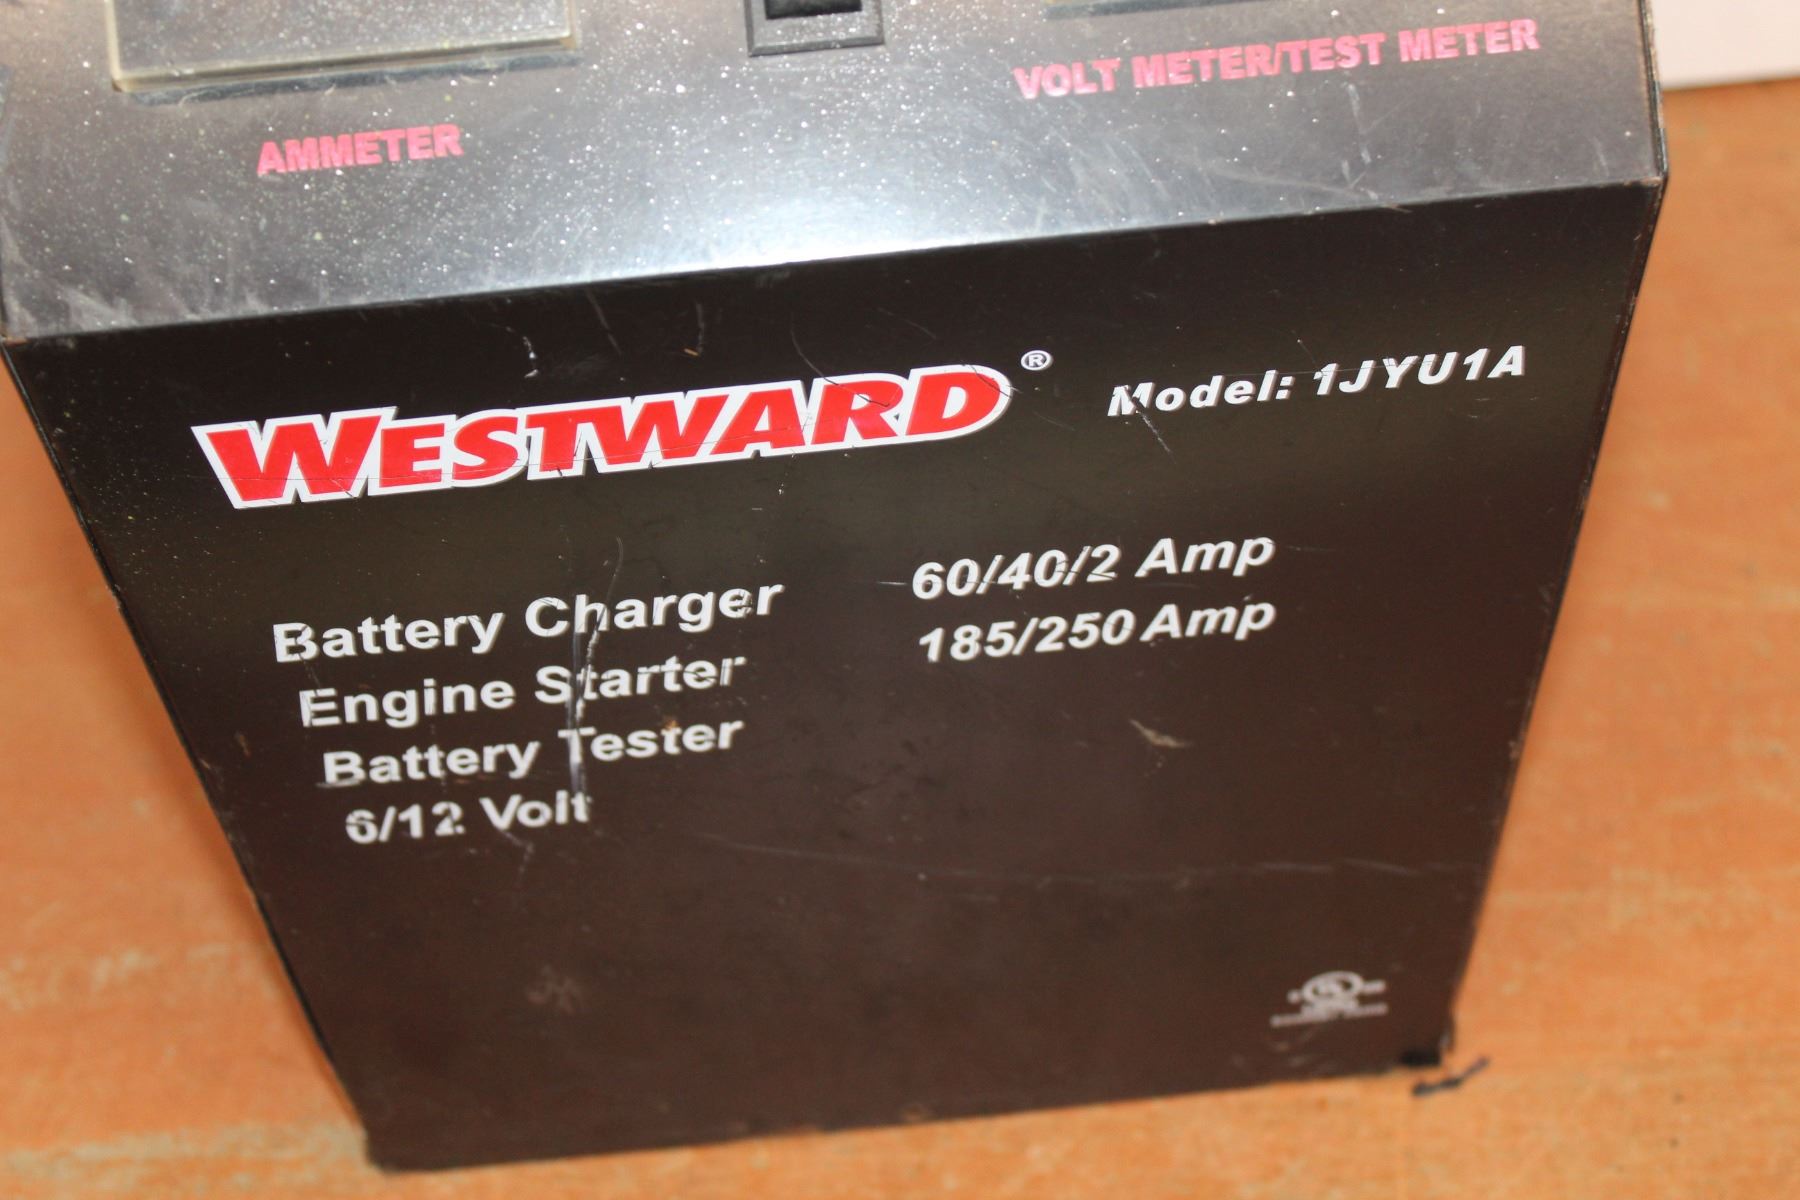 VOLT METER/TEST METER
AMMETER
WESTWARD®
Model: 1JYU1A
Battery Charger 60/40/2 Amp
Engine Starter 185/250 Amp
Battery Tester
6/12 Volt
UL